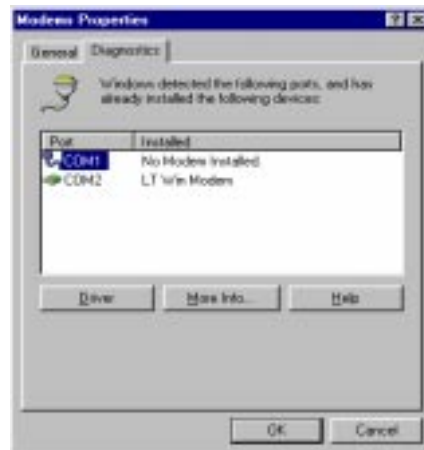 Modems Properties
General Diagnostics
Windows detected the following ports, and has
already installed the following devices:
Port Installed
COM1 No Modem Installed
COM2 LT Win Modem
Driver More Info... Help
OK Cancel